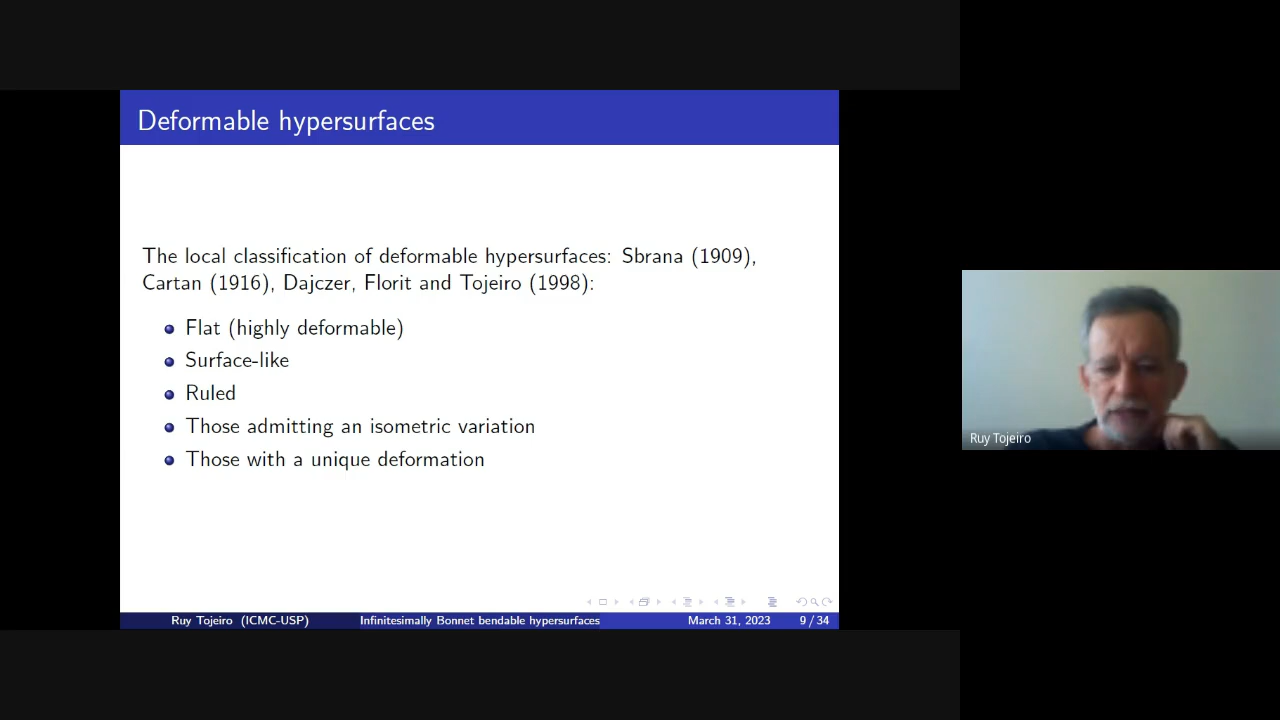 Deformable hypersurfaces
The local classification of deformable hypersurfaces: Sbrana (1909),
Cartan (1916), Dajczer, Florit and Tojeiro (1998):
Flat (highly deformable)
Surface-like
Ruled
Those admitting an isometric variation
Those with a unique deformation
Ruy Tojeiro (ICMC-USP) Infinitesimally Bonnet bendable hypersurfaces March 31, 2023 9 / 34
Ruy Tojeiro